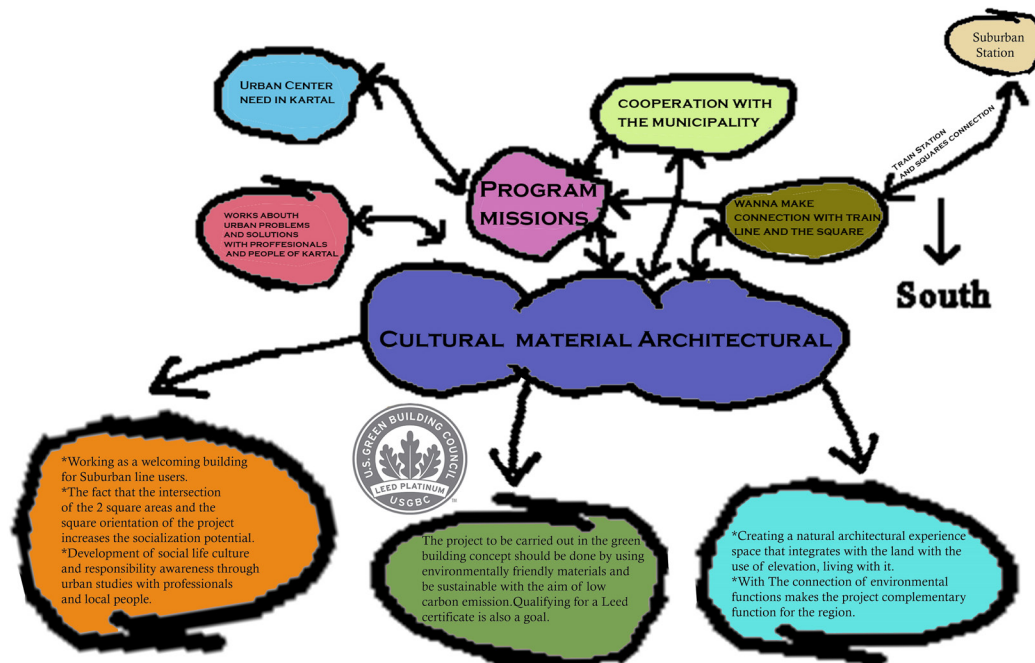 Suburban
Station
Urban Center
need in Kartal
cooperation with
the municipality
Train Station
and squares connection
Program
missions
works abouth
urban problems
and solutions
with proffesionals
and people of Kartal
wanna make
connection with train
line and the square
South
Cultural material Architectural
U.S. GREEN BUILDING COUNCIL
LEED PLATINUM
USGBC
TM
*Working as a welcoming building
for Suburban line users.
*The fact that the intersection
of the 2 square areas and the
square orientation of the project
increases the socialization potential.
*Development of social life culture
and responsibility awareness through
urban studies with professionals
and local people.
The project to be carried out in the green
building concept should be done by using
environmentally friendly materials and
be sustainable with the aim of low
carbon emission.Qualifying for a Leed
certificate is also a goal.
*Creating a natural architectural experience
space that integrates with the land with the
use of elevation, living with it.
*With The connection of environmental
functions makes the project complementary
function for the region.